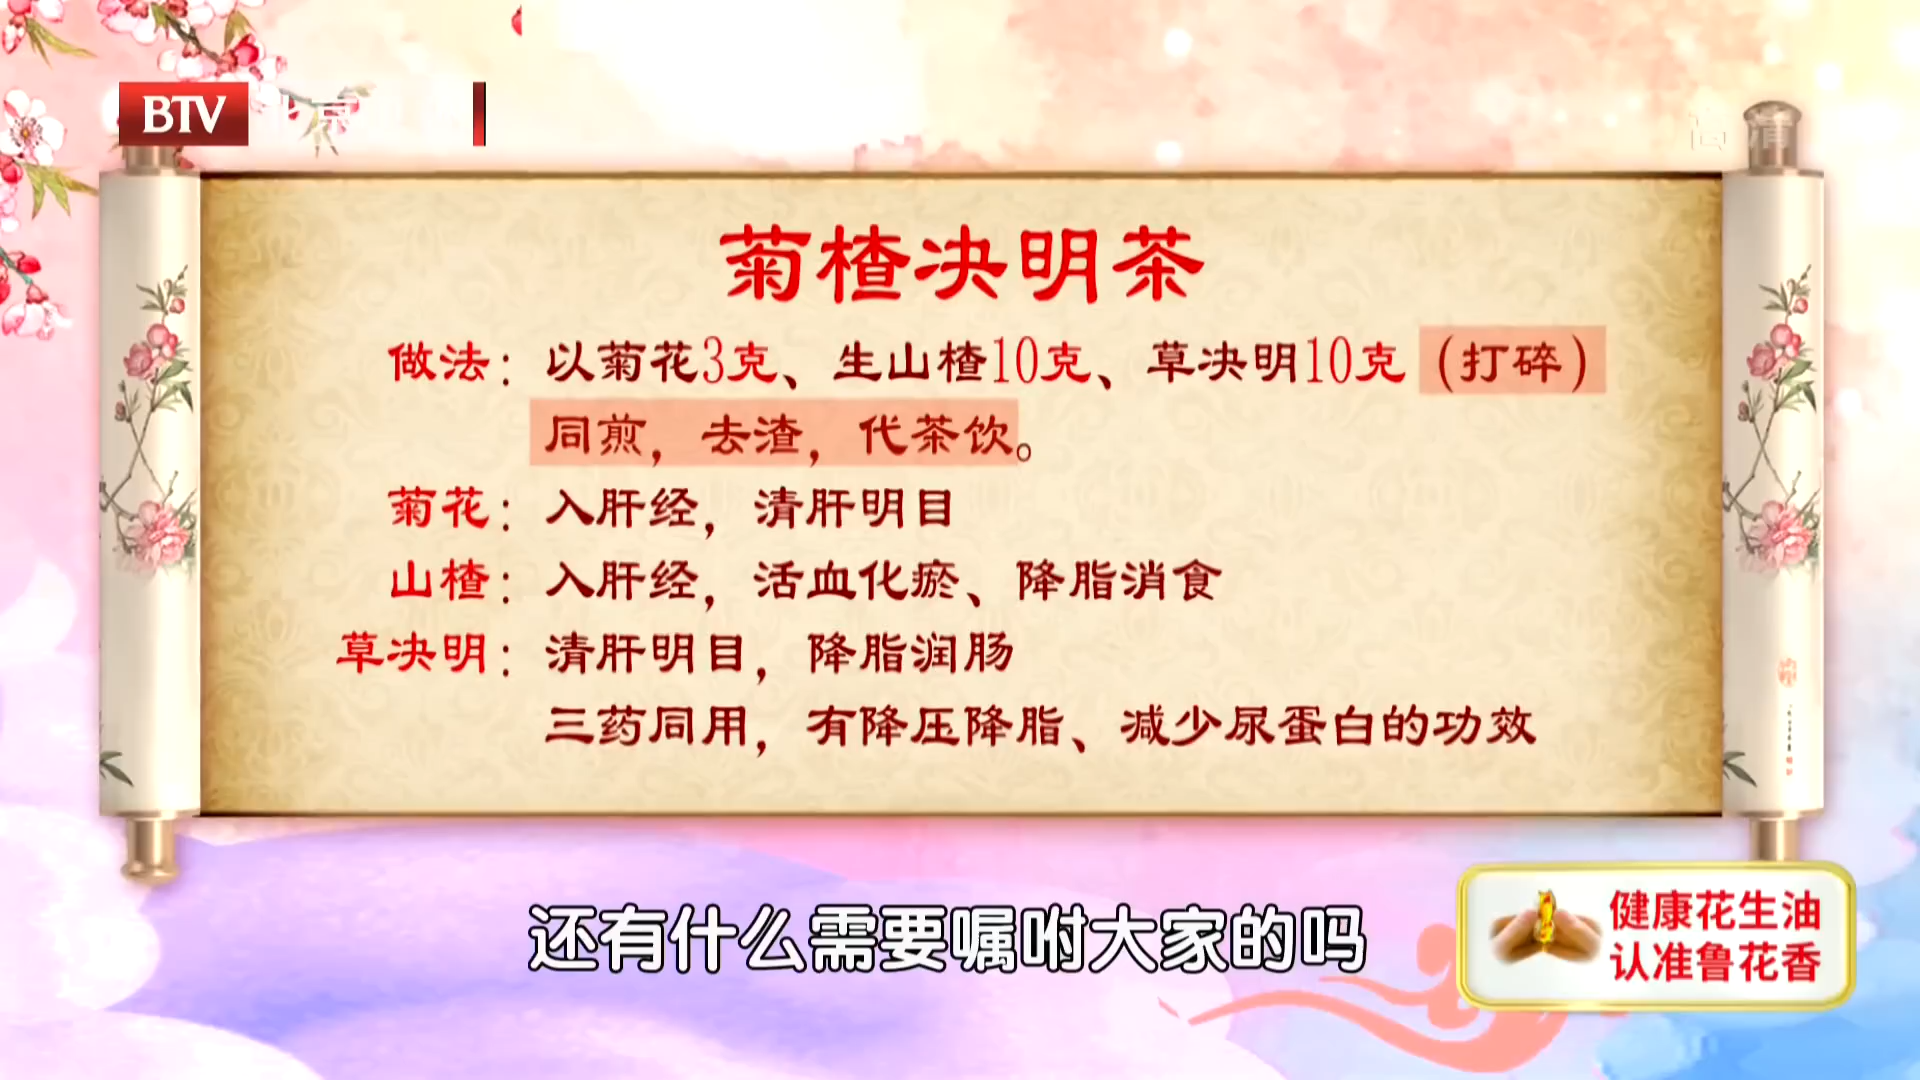 BTV
菊楂决明茶
做法：以菊花3克、生山楂10克、草决明10克（打碎）
同煎，去渣，代茶饮。
菊花：入肝经，清肝明目
山楂：入肝经，活血化瘀、降脂消食
草决明：清肝明目，降脂润肠
三药同用，有降压降脂、减少尿蛋白的功效
还有什么需要嘱咐大家的吗
健康花生油
认准鲁花香